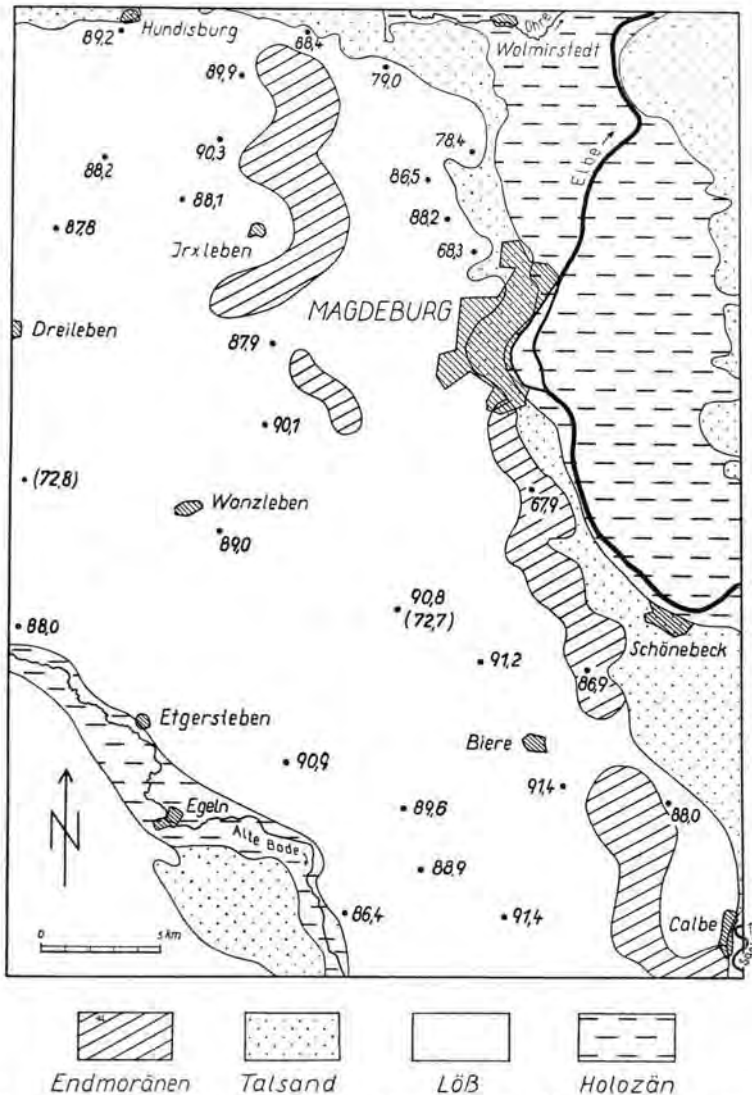 Hundisburg
89,2
88,4
Ohre
Wolmirstedt
89,9
79,0
90,3
88,2
78,4
86,5
Elbe
88,1
87,8
88,2
Irxleben
68,3
MAGDEBURG
Dreileben
87,9
90,1
(72,8)
Wanzleben
67,9
89,0
90,8
(72,7)
88,0
91,2
Schönebeck
86,9
Etgersleben
Biere
90,9
91,4
Egeln
89,6
88,0
Alte Bode
N
88,9
86,4
91,4
Calbe
0 5 km
Endmoränen
Talsand
Löß
Holozän